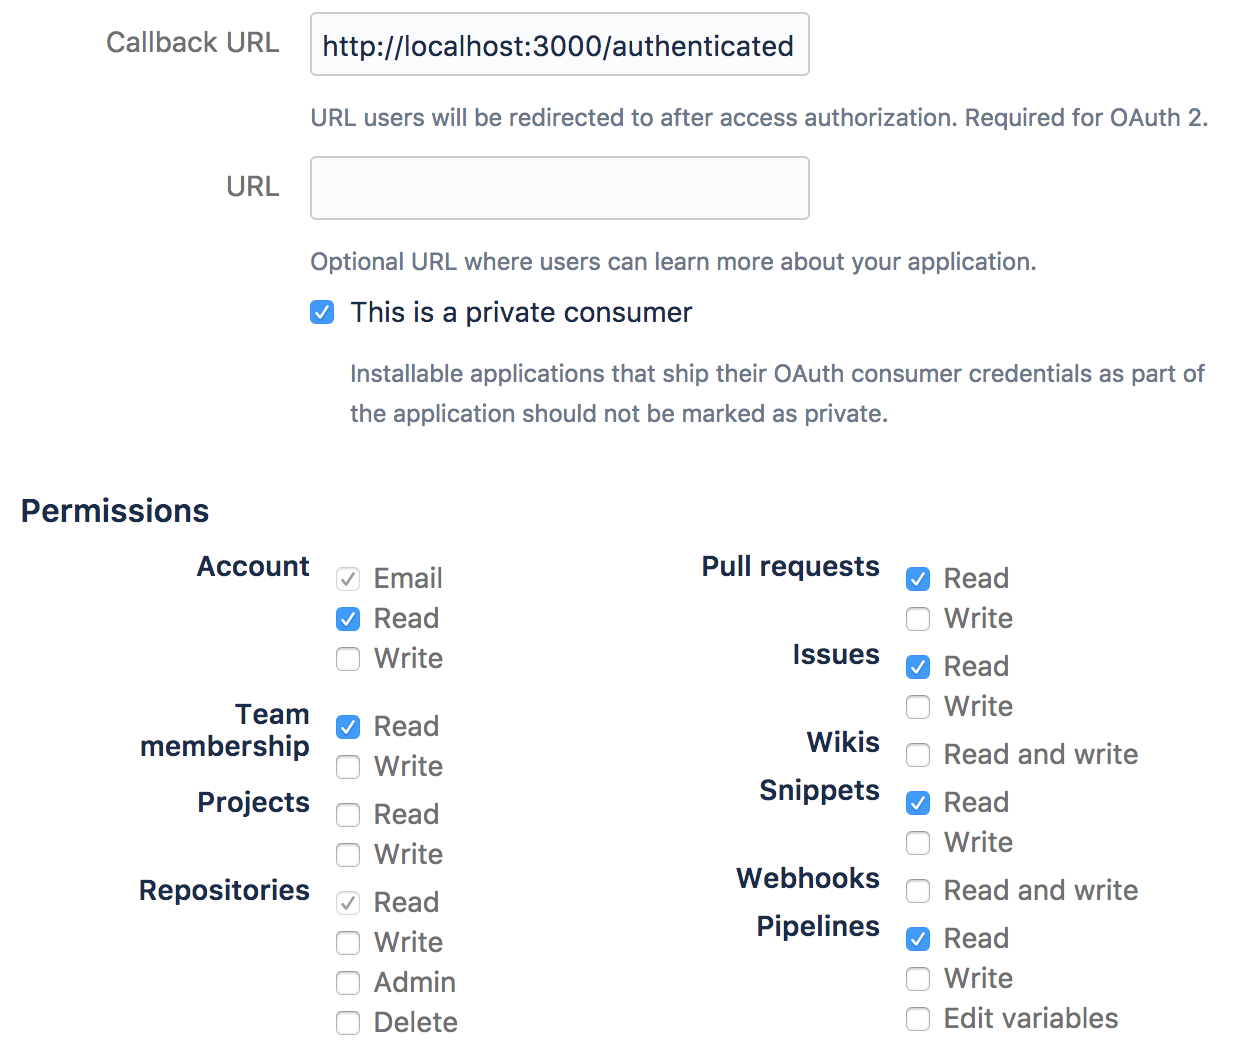 Callback URL
http://localhost:3000/authenticated
URL users will be redirected to after access authorization. Required for OAuth 2.
URL
Optional URL where users can learn more about your application.
This is a private consumer
Installable applications that ship their OAuth consumer credentials as part of
the application should not be marked as private.
Permissions
Account
Email
Read
Write
Team
membership
Read
Write
Projects
Read
Write
Repositories
Read
Write
Admin
Delete
Pull requests
Read
Write
Issues
Read
Write
Wikis
Read and write
Snippets
Read
Write
Webhooks
Read and write
Pipelines
Read
Write
Edit variables